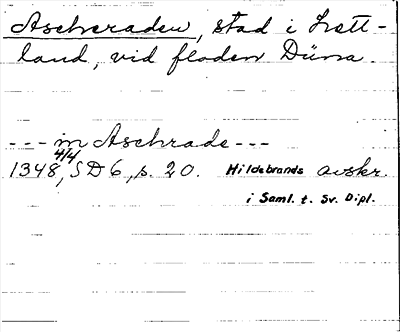 Ascheraden, stad i Lett-
land, vid floden Düna.
--- in Aschrade ---
4/4
1348, SD 6, s. 20. Hildebrands avskr.
i Saml. t. Sv. Dipl.